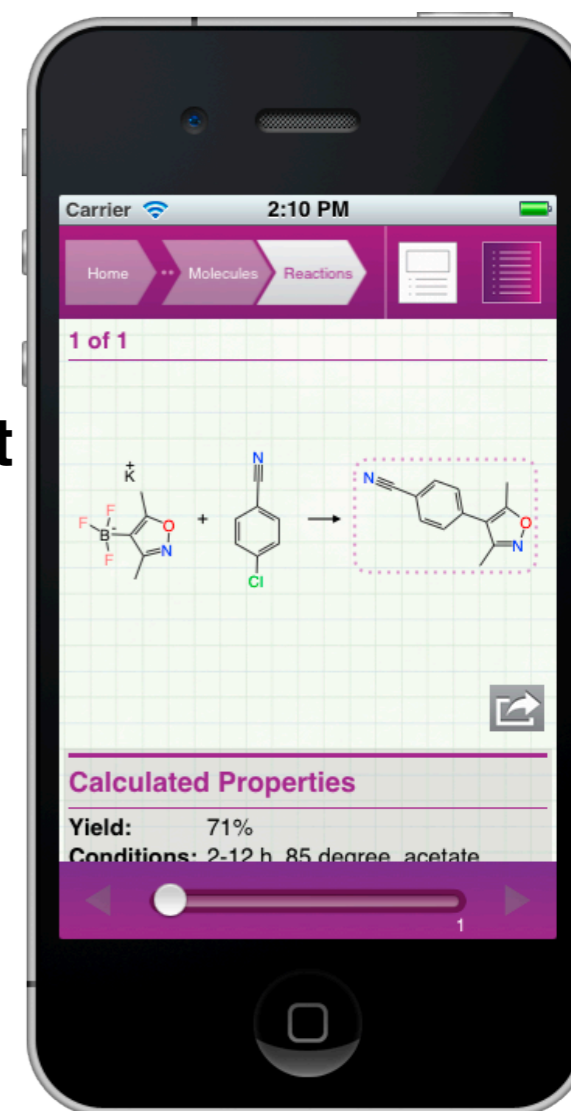 Carrier 2:10 PM
Home Molecules Reactions
1 of 1
t
N
K +
F F B - F O N
+
Cl
N O N
Calculated Properties
Yield: 71%
Conditions: 2-12 h, 85 degree, acetate
1